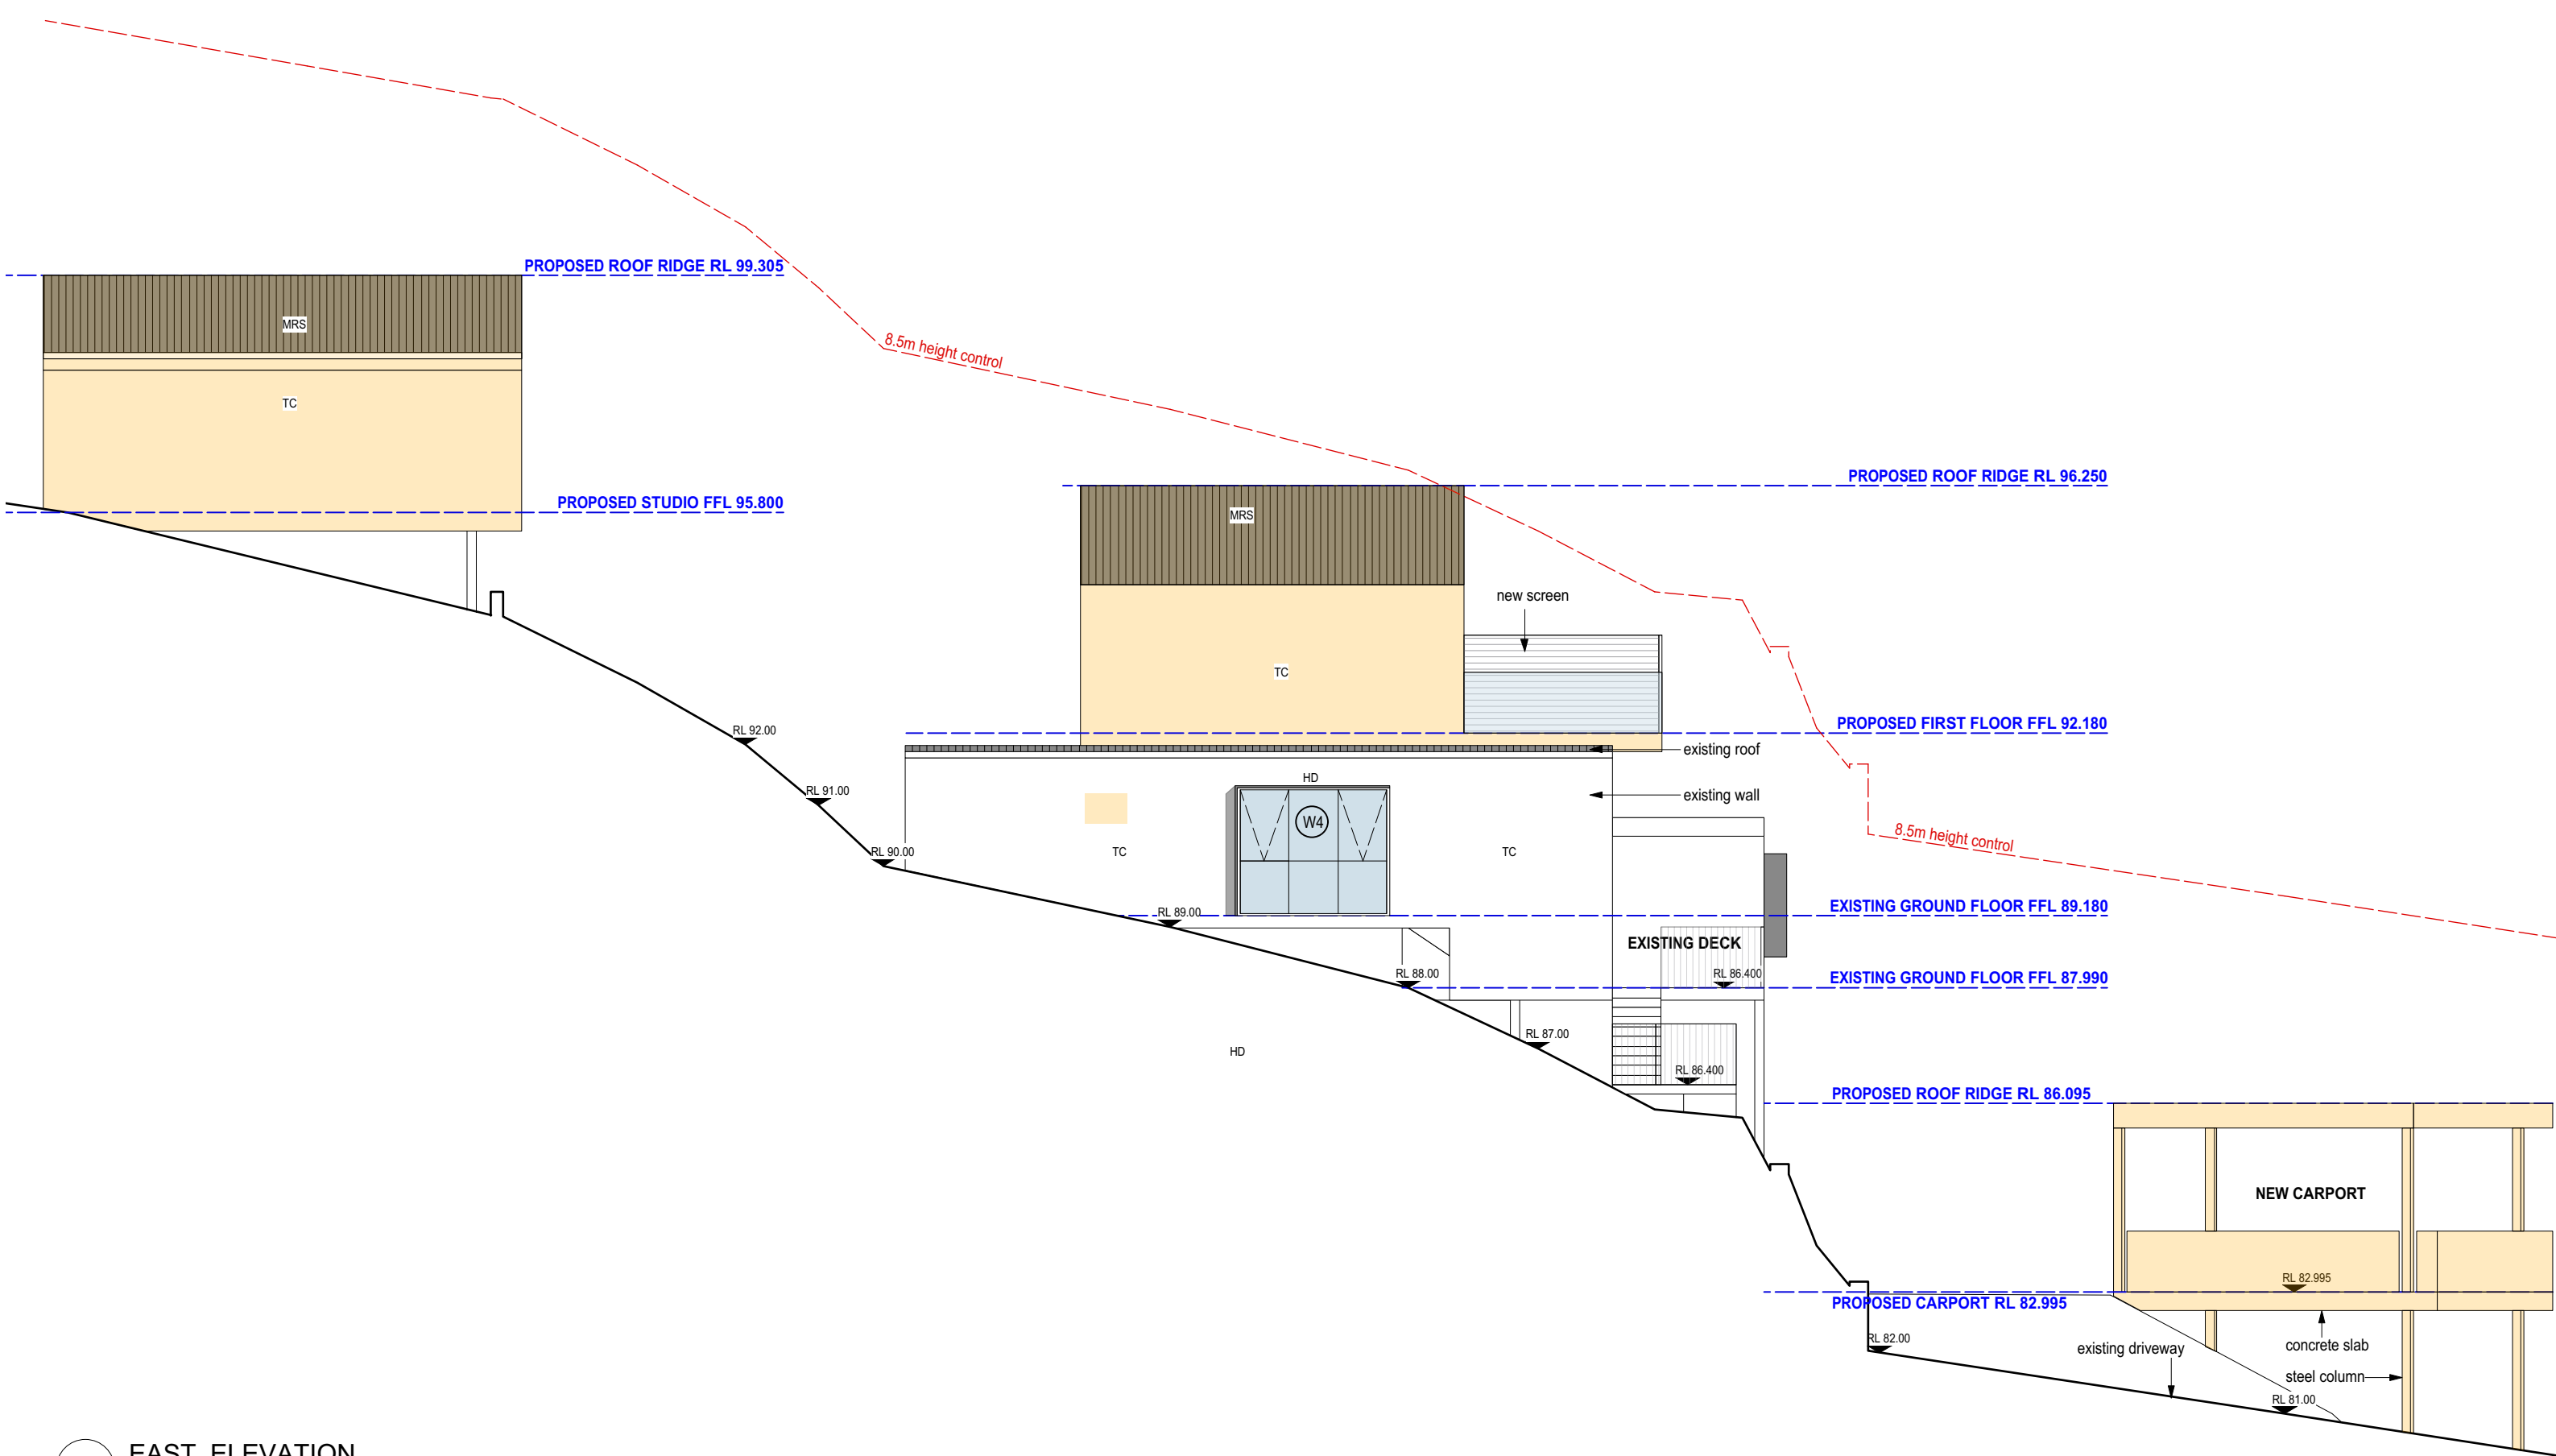 PROPOSED ROOF RIDGE RL 99.305
MRS
8.5m height control
TC
PROPOSED ROOF RIDGE RL 96.250
PROPOSED STUDIO FFL 95.800
MRS
new screen
TC
PROPOSED FIRST FLOOR FFL 92.180
RL 92.00
existing roof
HD
RL 91.00
existing wall
W4
8.5m height control
RL 90.00
TC
TC
PROPOSED GROUND FLOOR FFL 89.180
RL 89.00
EXISTING DECK
RL 88.00
RL 86.400
EXISTING GROUND FLOOR FFL 87.990
RL 87.00
HD
RL 86.400
PROPOSED ROOF RIDGE RL 86.095
NEW CARPORT
RL 82.995
PROPOSED CARPORT RL 82.995
RL 82.00
existing driveway
concrete slab
steel column
RL 81.00
EAST ELEVATION